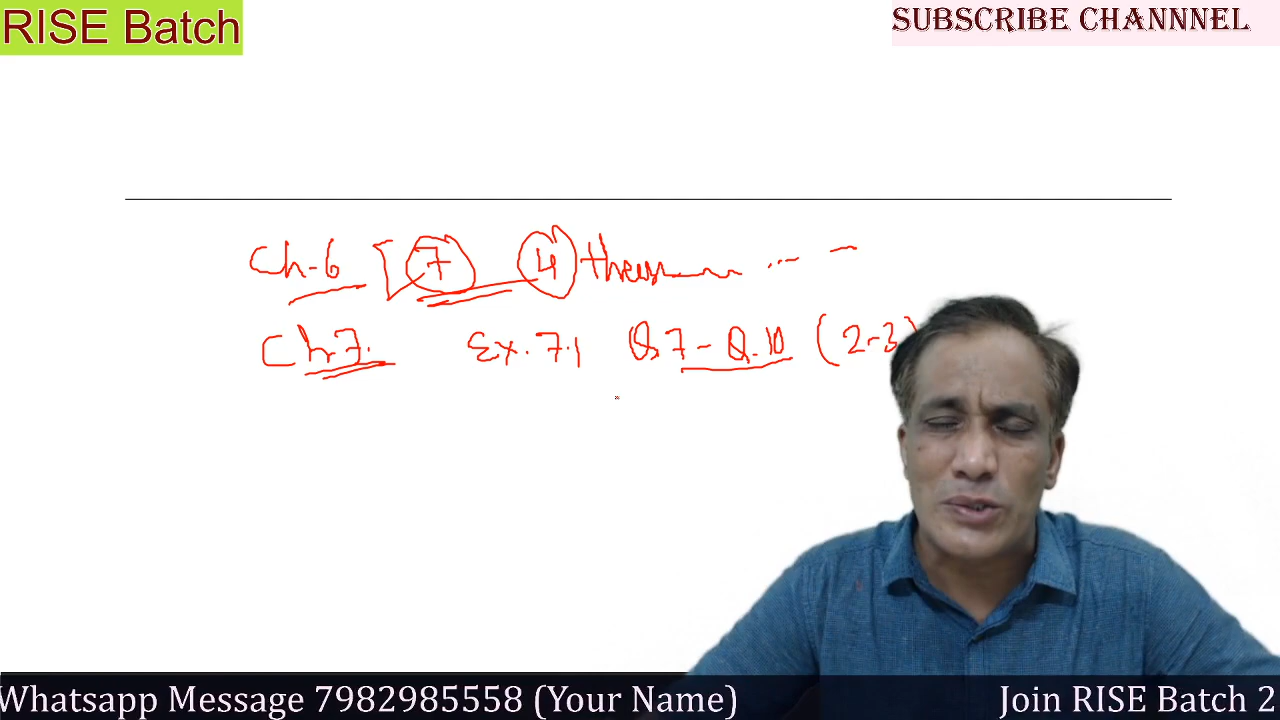 RISE Batch
SUBSCRIBE CHANNNEL
Ch-6 [ 7 4 theorem ... -
Ch.7. Ex. 7.1 Q.7 - Q.10 (2-3)
Whatsapp Message 7982985558 (Your Name)
Join RISE Batch 2